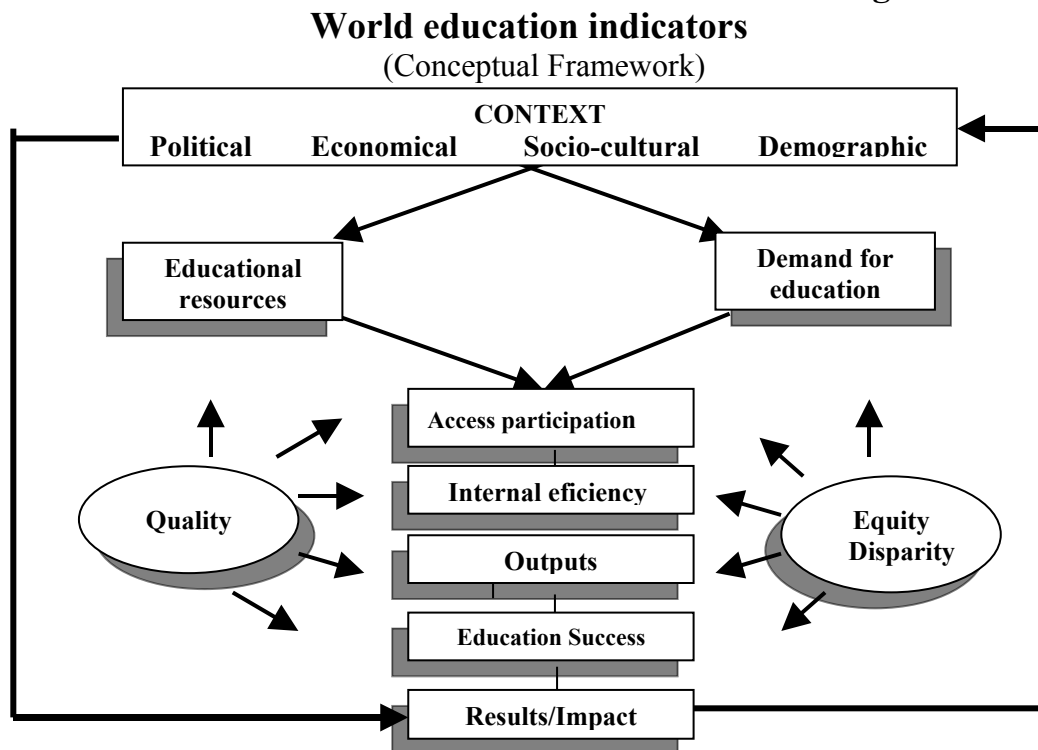 World education indicators
(Conceptual Framework)
CONTEXT
Political Economical Socio-cultural Demographic
Educational
resources
Demand for
education
Access participation
Internal eficiency
Quality
Equity
Disparity
Outputs
Education Success
Results/Impact